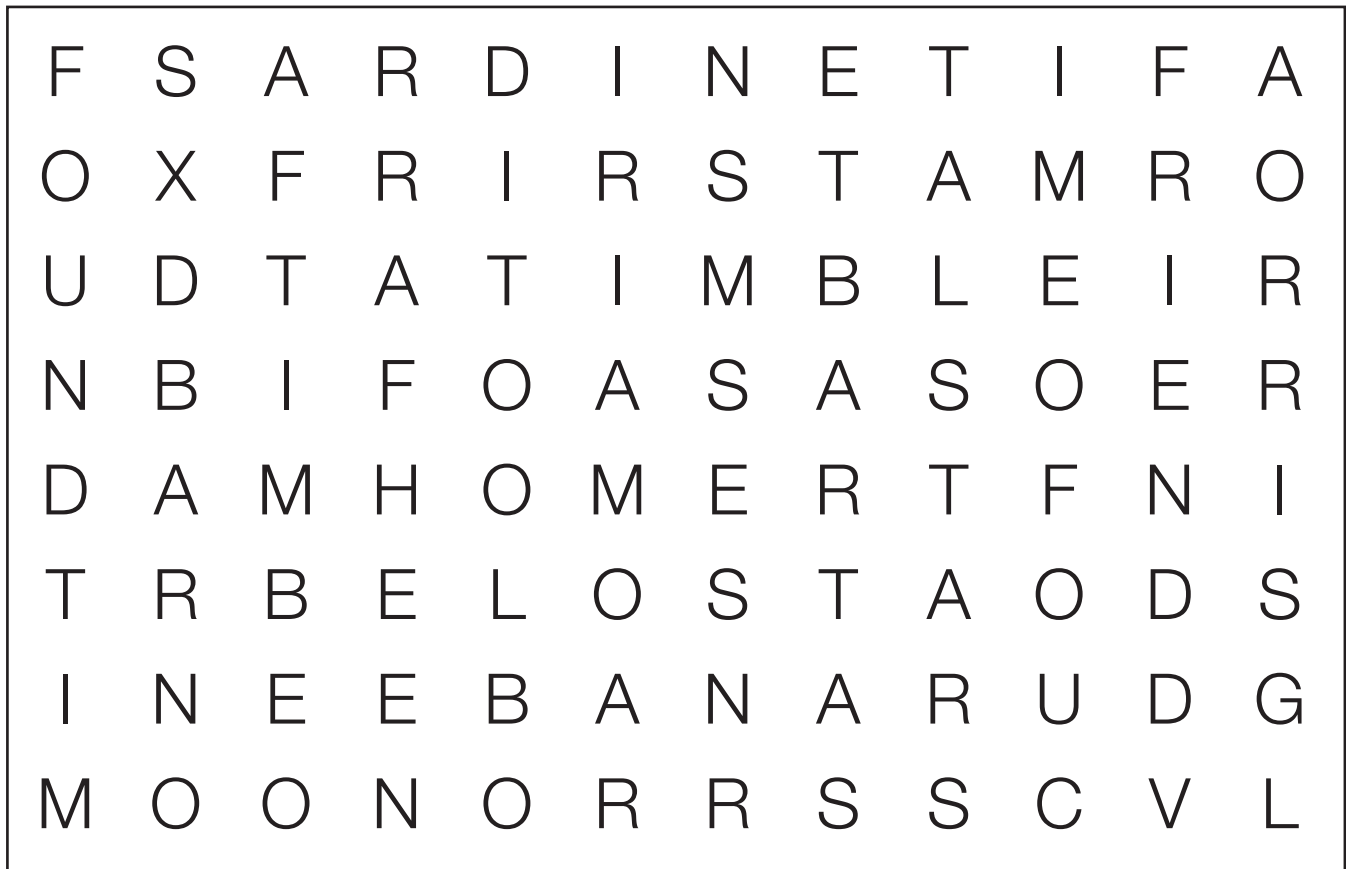 F S A R D I N E T I F A
O X F R I R S T A M R O
U D T A T I M B L E I R
N B I F O A S A S O E R
D A M H O M E R T F N I
T R B E L O S T A O D S
I N E E B A N A R U D G
M O O N O R R S S C V L